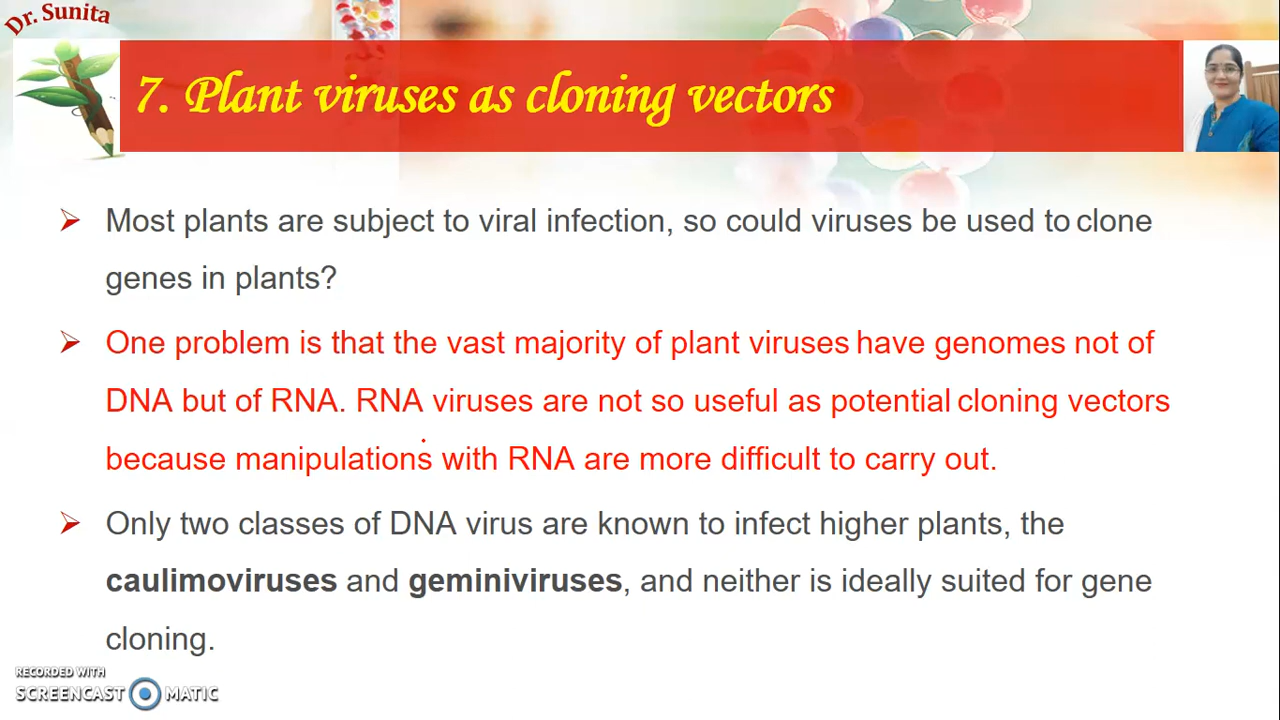 Dr. Sunita
7. Plant viruses as cloning vectors
Most plants are subject to viral infection, so could viruses be used to clone
genes in plants?
One problem is that the vast majority of plant viruses have genomes not of
DNA but of RNA. RNA viruses are not so useful as potential cloning vectors
because manipulations with RNA are more difficult to carry out.
Only two classes of DNA virus are known to infect higher plants, the
caulimoviruses and geminiviruses, and neither is ideally suited for gene
cloning.
RECORDED WITH
SCREENCAST MATIC